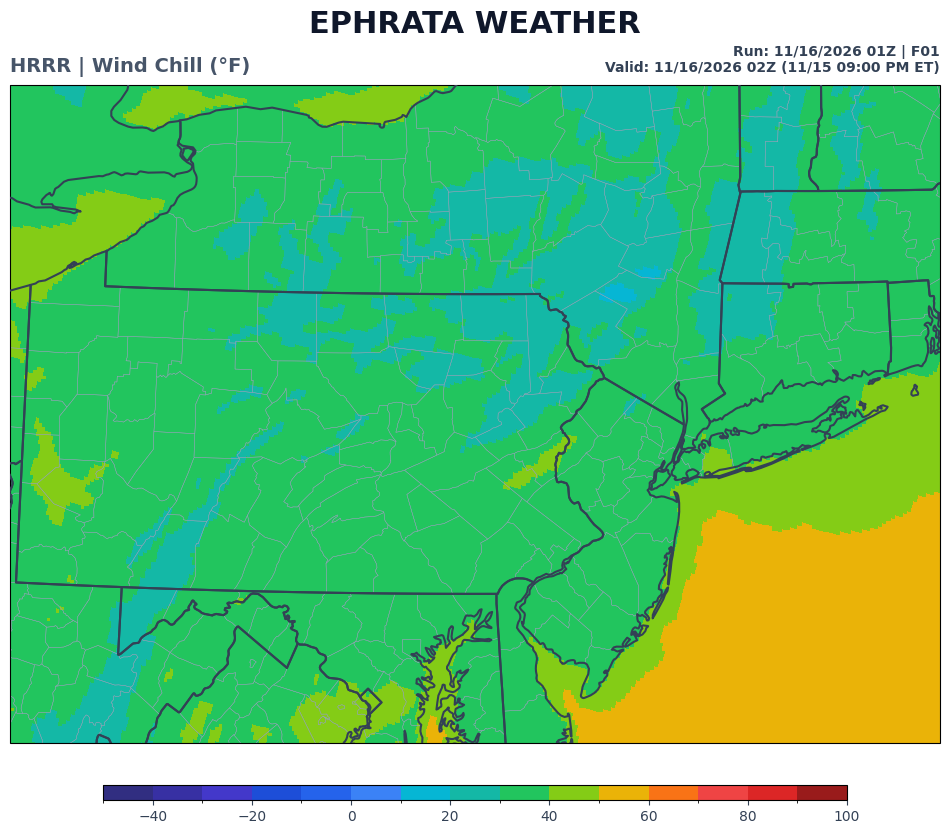 EPHRATA WEATHER
HRRR | Wind Chill (°F)
Run: 11/16/2026 01Z | F01
Valid: 11/16/2026 02Z (11/15 09:00 PM ET)
−40 −20 0 20 40 60 80 100